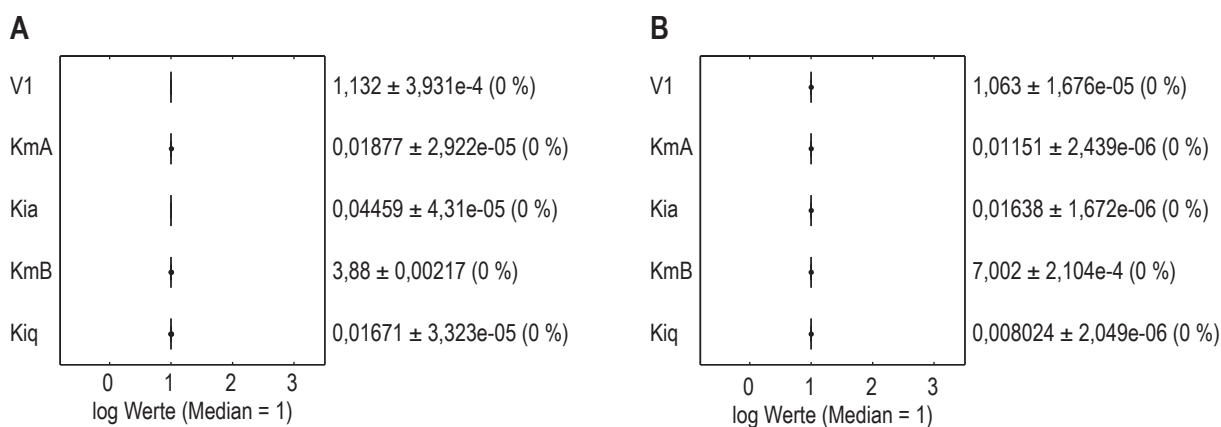 A
V1 1,132 ± 3,931e-4 (0 %)
KmA 0,01877 ± 2,922e-05 (0 %)
Kia 0,04459 ± 4,31e-05 (0 %)
KmB 3,88 ± 0,00217 (0 %)
Kiq 0,01671 ± 3,323e-05 (0 %)
0 1 2 3
log Werte (Median = 1)
B
V1 1,063 ± 1,676e-05 (0 %)
KmA 0,01151 ± 2,439e-06 (0 %)
Kia 0,01638 ± 1,672e-06 (0 %)
KmB 7,002 ± 2,104e-4 (0 %)
Kiq 0,008024 ± 2,049e-06 (0 %)
0 1 2 3
log Werte (Median = 1)